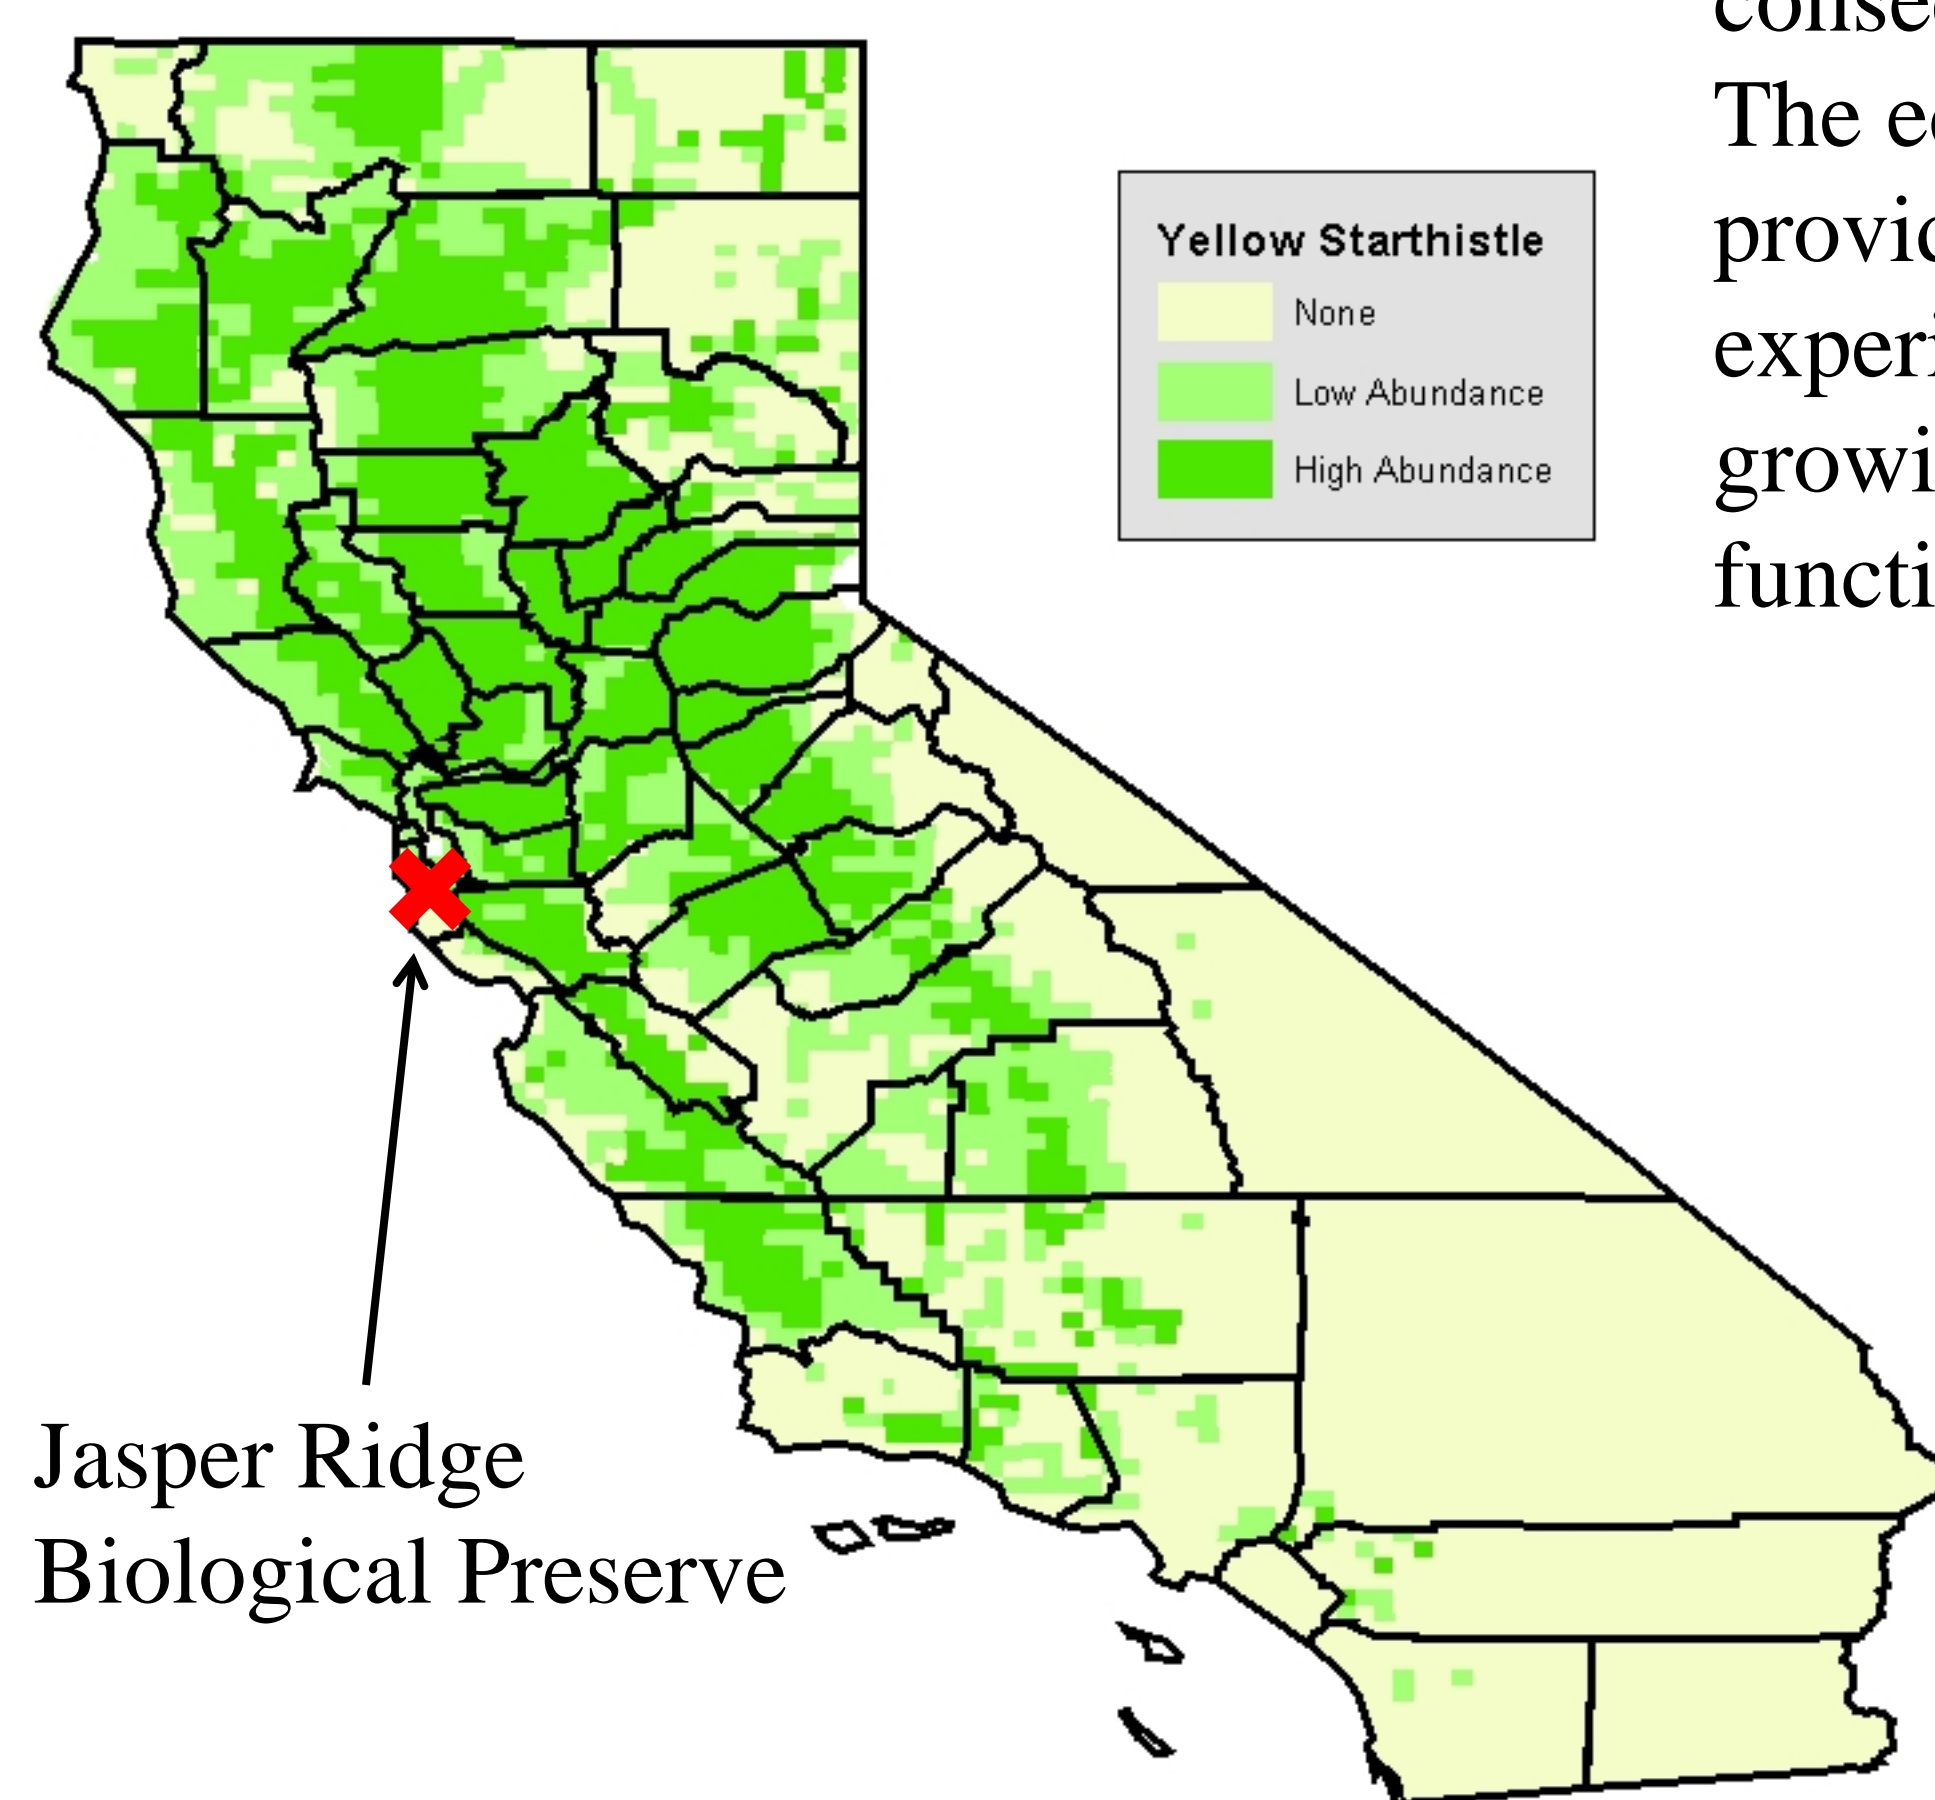 The
Yellow Starthistle
None
Low Abundance
High Abundance
Jasper Ridge
Biological Preserve